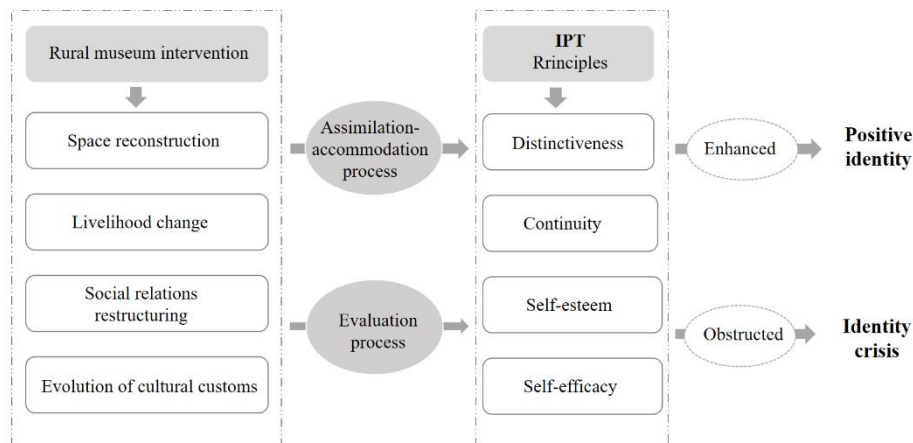 Rural museum intervention
Space reconstruction
Livelihood change
Social relations
restructuring
Evolution of cultural customs
Assimilation-
accommodation
process
Evaluation
process
IPT
Rrinciples
Distinctiveness
Continuity
Self-esteem
Self-efficacy
Enhanced
Obstructed
Positive
identity
Identity
crisis